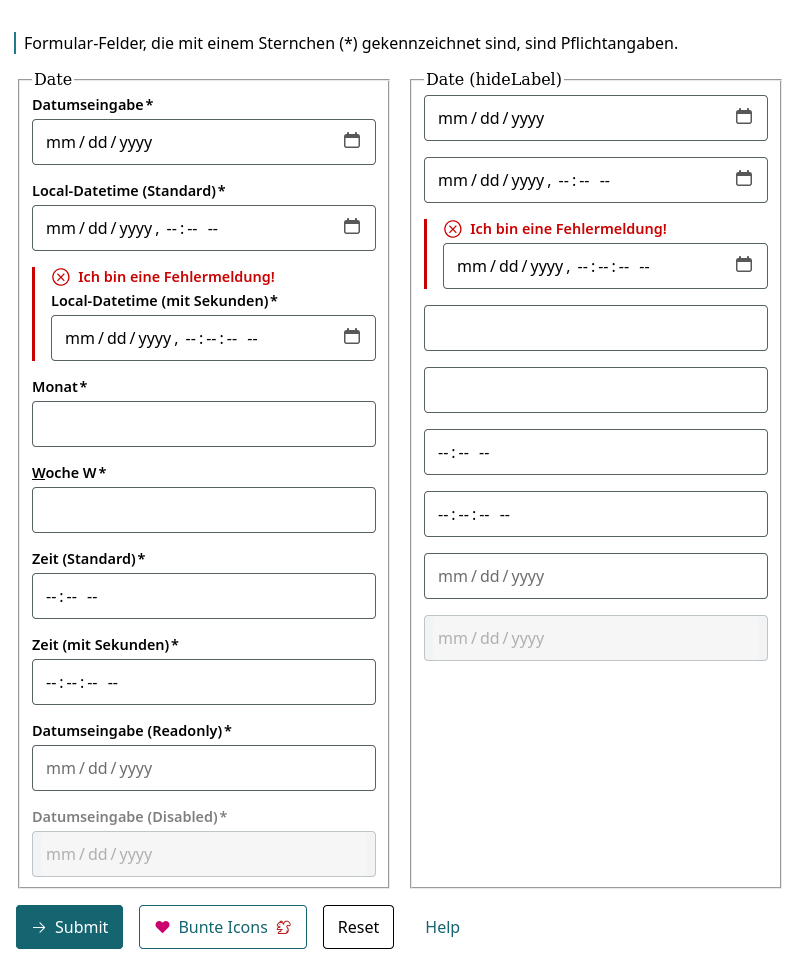 Formular-Felder, die mit einem Sternchen (*) gekennzeichnet sind, sind Pflichtangaben.
Date
Datumseingabe*
mm/dd/yyyy
Local-Datetime (Standard)*
mm/dd/yyyy, --:-- --
Ich bin eine Fehlermeldung!
Local-Datetime (mit Sekunden)*
mm/dd/yyyy, --:--:-- --
Monat*
Woche W*
Zeit (Standard)*
--:-- --
Zeit (mit Sekunden)*
--:--:-- --
Datumseingabe (Readonly)*
mm/dd/yyyy
Datumseingabe (Disabled)*
mm/dd/yyyy
Date (hideLabel)
mm/dd/yyyy
mm/dd/yyyy, --:-- --
Ich bin eine Fehlermeldung!
mm/dd/yyyy, --:--:-- --
--:-- --
--:--:-- --
mm/dd/yyyy
mm/dd/yyyy
Submit
Bunte Icons
Reset
Help